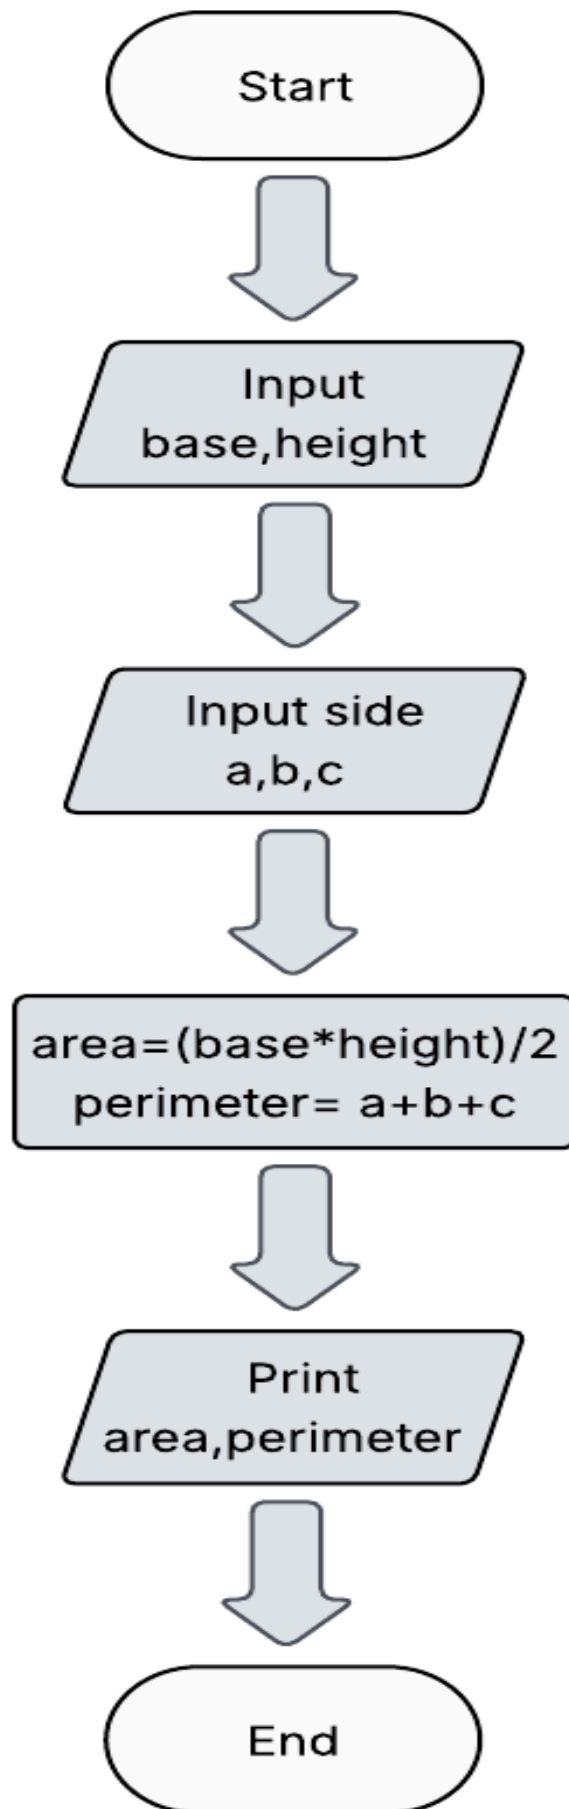 Start
Input
base,height
Input side
a,b,c
area=(base*height)/2
perimeter= a+b+c
Print
area,perimeter
End